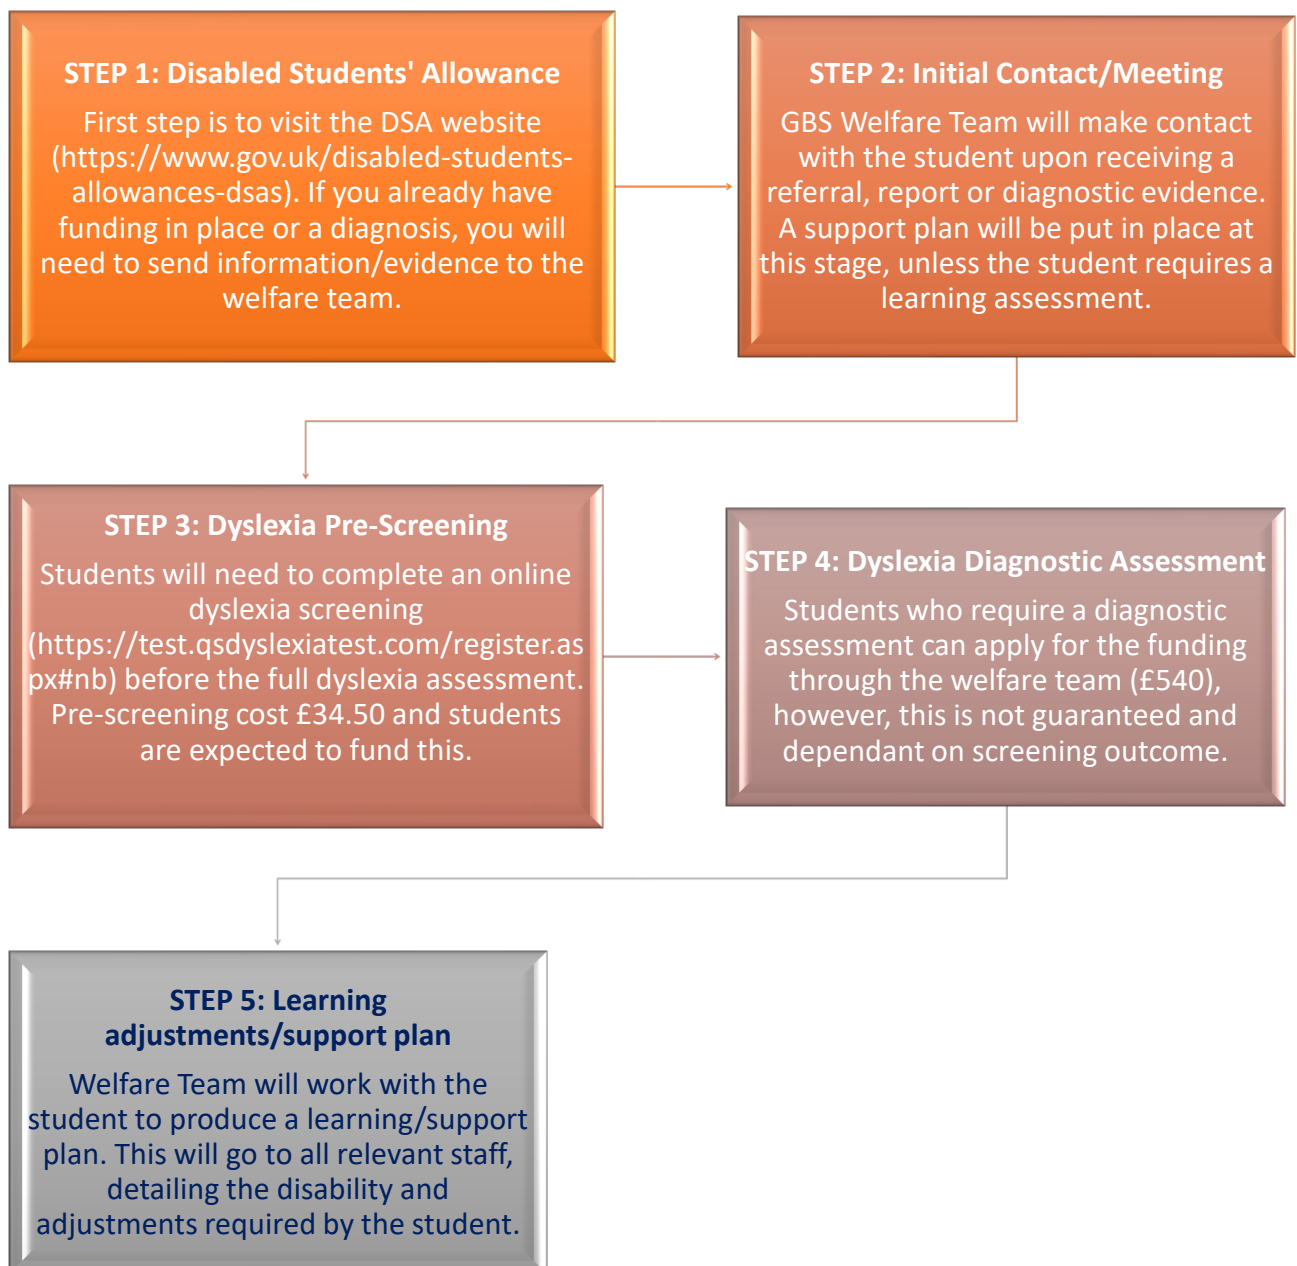 STEP 1: Disabled Students' Allowance
First step is to visit the DSA website
(https://www.gov.uk/disabled-students-
allowances-dsas). If you already have
funding in place or a diagnosis, you will
need to send information/evidence to the
welfare team.
STEP 2: Initial Contact/Meeting
GBS Welfare Team will make contact
with the student upon receiving a
referral, report or diagnostic evidence.
A support plan will be put in place at
this stage, unless the student requires a
learning assessment.
STEP 3: Dyslexia Pre-Screening
Students will need to complete an online
dyslexia screening
(https://test.qsdyslexiatest.com/register.as
px#nb) before the full dyslexia assessment.
Pre-screening cost £34.50 and students
are expected to fund this.
STEP 4: Dyslexia Diagnostic Assessment
Students who require a diagnostic
assessment can apply for the funding
through the welfare team (£540),
however, this is not guaranteed and
dependant on screening outcome.
STEP 5: Learning
adjustments/support plan
Welfare Team will work with the
student to produce a learning/support
plan. This will go to all relevant staff,
detailing the disability and
adjustments required by the student.